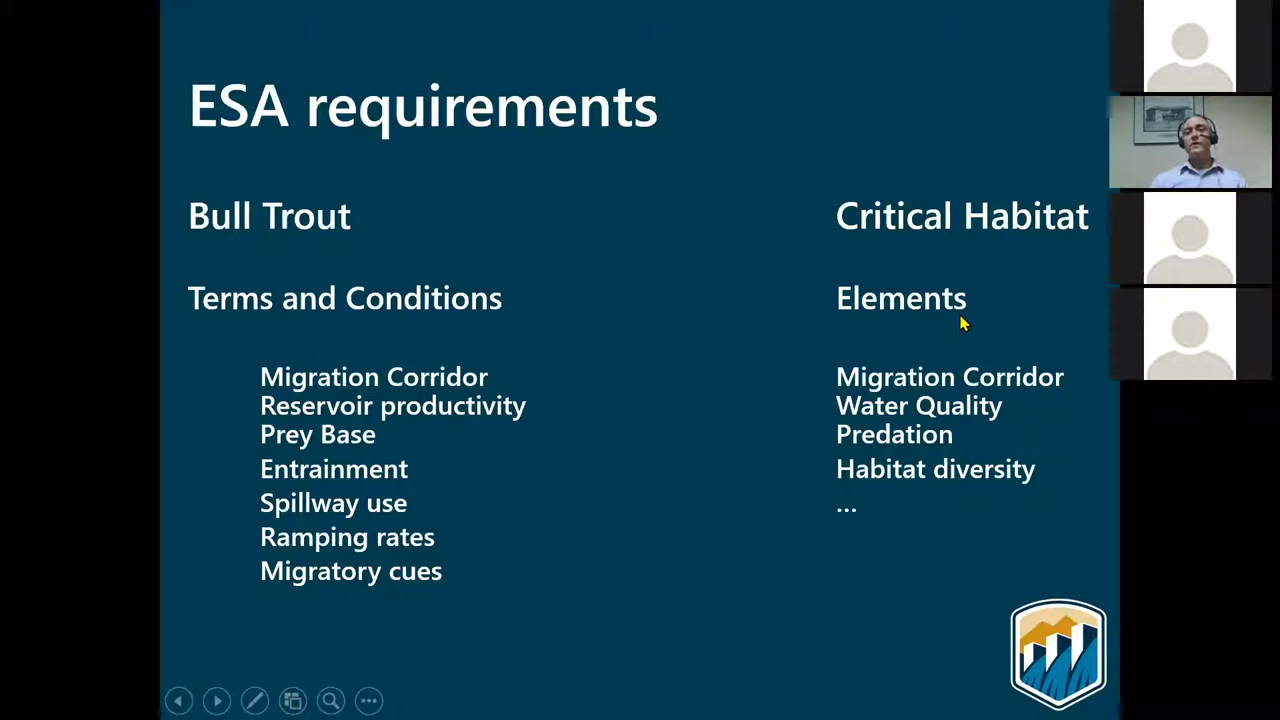 ESA requirements
Bull Trout
Terms and Conditions
Migration Corridor
Reservoir productivity
Prey Base
Entrainment
Spillway use
Ramping rates
Migratory cues
Critical Habitat
Elements
Migration Corridor
Water Quality
Predation
Habitat diversity
...